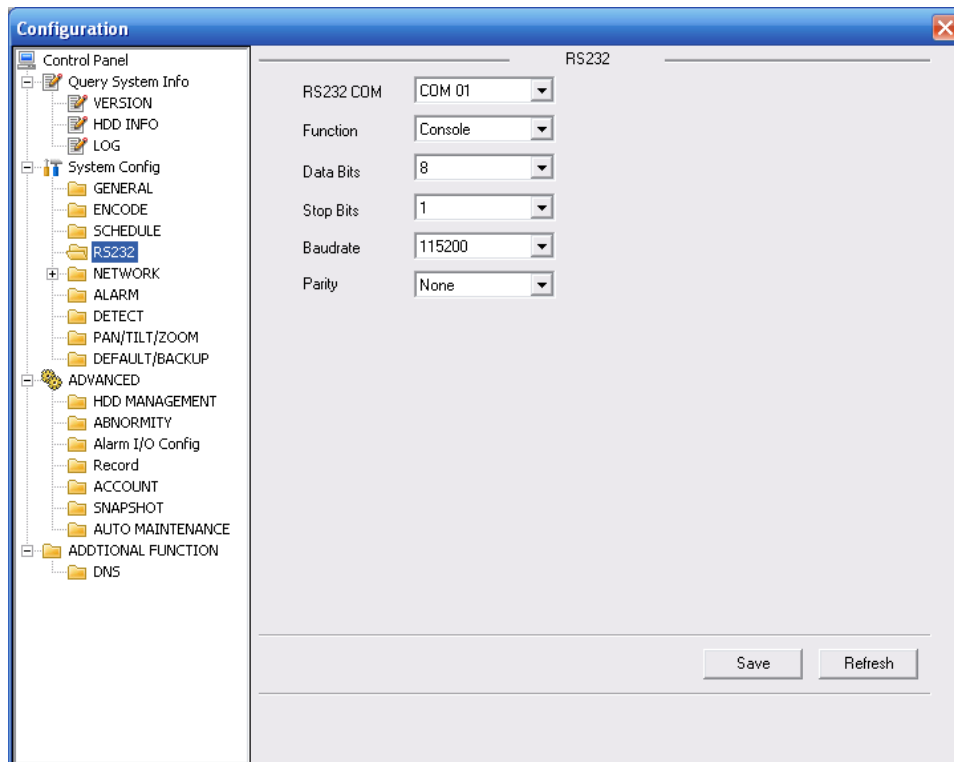 Configuration
Control Panel
Query System Info
VERSION
HDD INFO
LOG
System Config
GENERAL
ENCODE
SCHEDULE
RS232
NETWORK
ALARM
DETECT
PAN/TILT/ZOOM
DEFAULT/BACKUP
ADVANCED
HDD MANAGEMENT
ABNORMITY
Alarm I/O Config
Record
ACCOUNT
SNAPSHOT
AUTO MAINTENANCE
ADDTIONAL FUNCTION
DNS
RS232
RS232 COM COM 01
Function Console
Data Bits 8
Stop Bits 1
Baudrate 115200
Parity None
Save Refresh